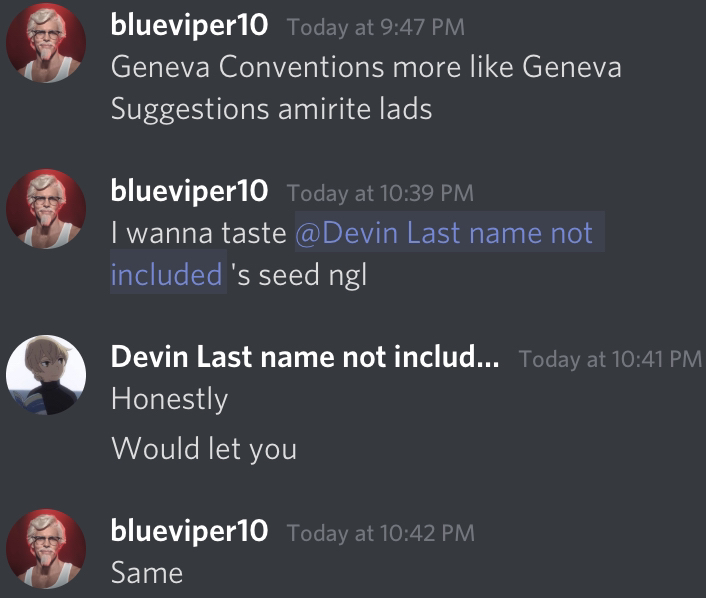 blueviper10 Today at 9:47 PM
Geneva Conventions more like Geneva
Suggestions amirite lads
blueviper10 Today at 10:39 PM
I wanna taste @Devin Last name not
included 's seed ngl
Devin Last name not includ... Today at 10:41 PM
Honestly
Would let you
blueviper10 Today at 10:42 PM
Same